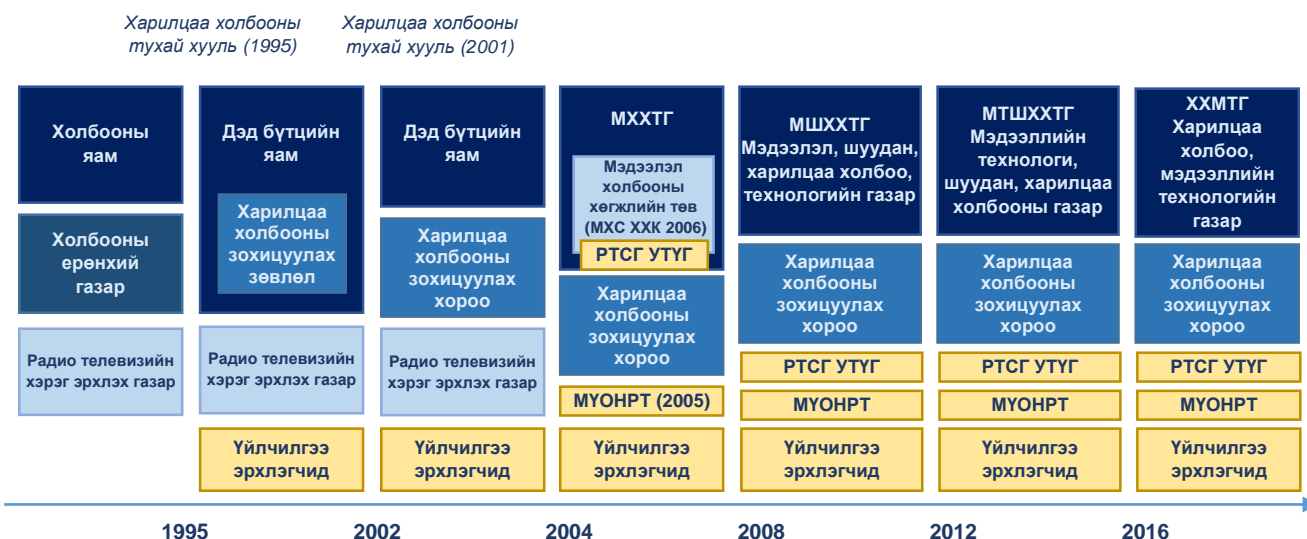 Харилцаа холбооны
тухай хууль (1995)
Харилцаа холбооны
тухай хууль (2001)
Холбооны
яам
Холбооны
ерөнхий
газар
Радио телевизийн
хэрэг эрхлэх газар
Дэд бүтцийн
яам
Харилцаа
холбооны
зохицуулах
зөвлөл
Радио телевизийн
хэрэг эрхлэх газар
Үйлчилгээ
эрхлэгчид
Дэд бүтцийн
яам
Харилцаа
холбооны
зохицуулах
хороо
Радио телевизийн
хэрэг эрхлэх газар
Үйлчилгээ
эрхлэгчид
МХХТГ
Мэдээлэл
холбооны
хөгжлийн төв
(МХС ХХК 2006)
РТСГ УТҮГ
Харилцаа
холбооны
зохицуулах
хороо
МҮОНРТ (2005)
Үйлчилгээ
эрхлэгчид
МШХХТГ
Мэдээлэл, шуудан,
харилцаа холбоо,
технологийн газар
Харилцаа
холбооны
зохицуулах
хороо
РТСГ УТҮГ
МҮОНРТ
Үйлчилгээ
эрхлэгчид
МТШХХТГ
Мэдээллийн
технологи,
шуудан, харилцаа
холбооны газар
Харилцаа
холбооны
зохицуулах
хороо
РТСГ УТҮГ
МҮОНРТ
Үйлчилгээ
эрхлэгчид
ХХМТГ
Харилцаа
холбоо,
мэдээллийн
технологийн
газар
Харилцаа
холбооны
зохицуулах
хороо
РТСГ УТҮГ
МҮОНРТ
Үйлчилгээ
эрхлэгчид
1995
2002
2004
2008
2012
2016